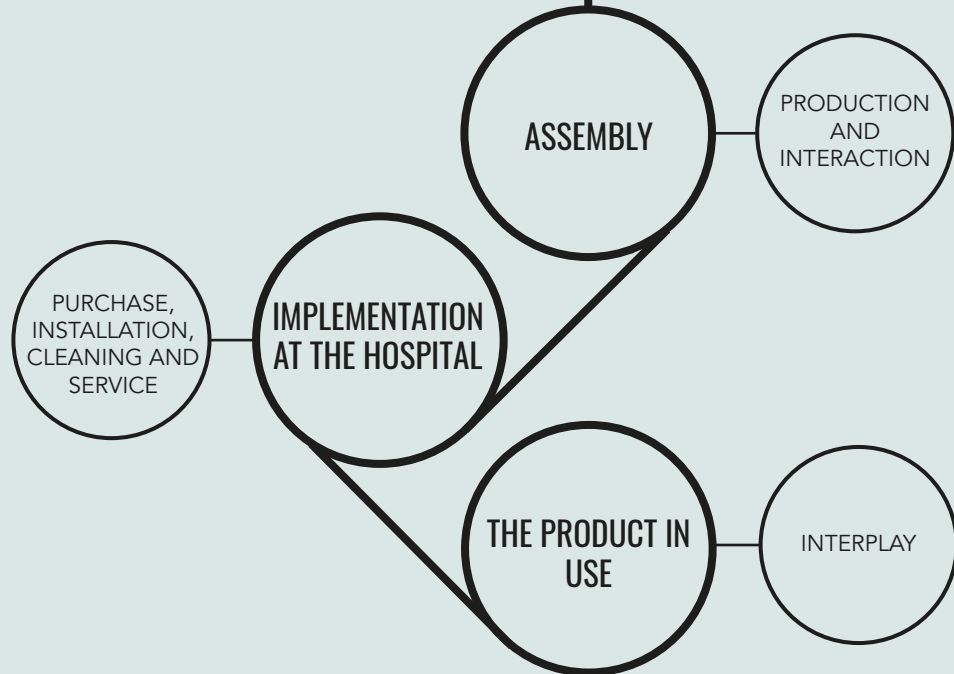 ASSEMBLY
PRODUCTION
AND
INTERACTION
PURCHASE,
INSTALLATION,
CLEANING AND
SERVICE
IMPLEMENTATION
AT THE HOSPITAL
THE PRODUCT IN
USE
INTERPLAY